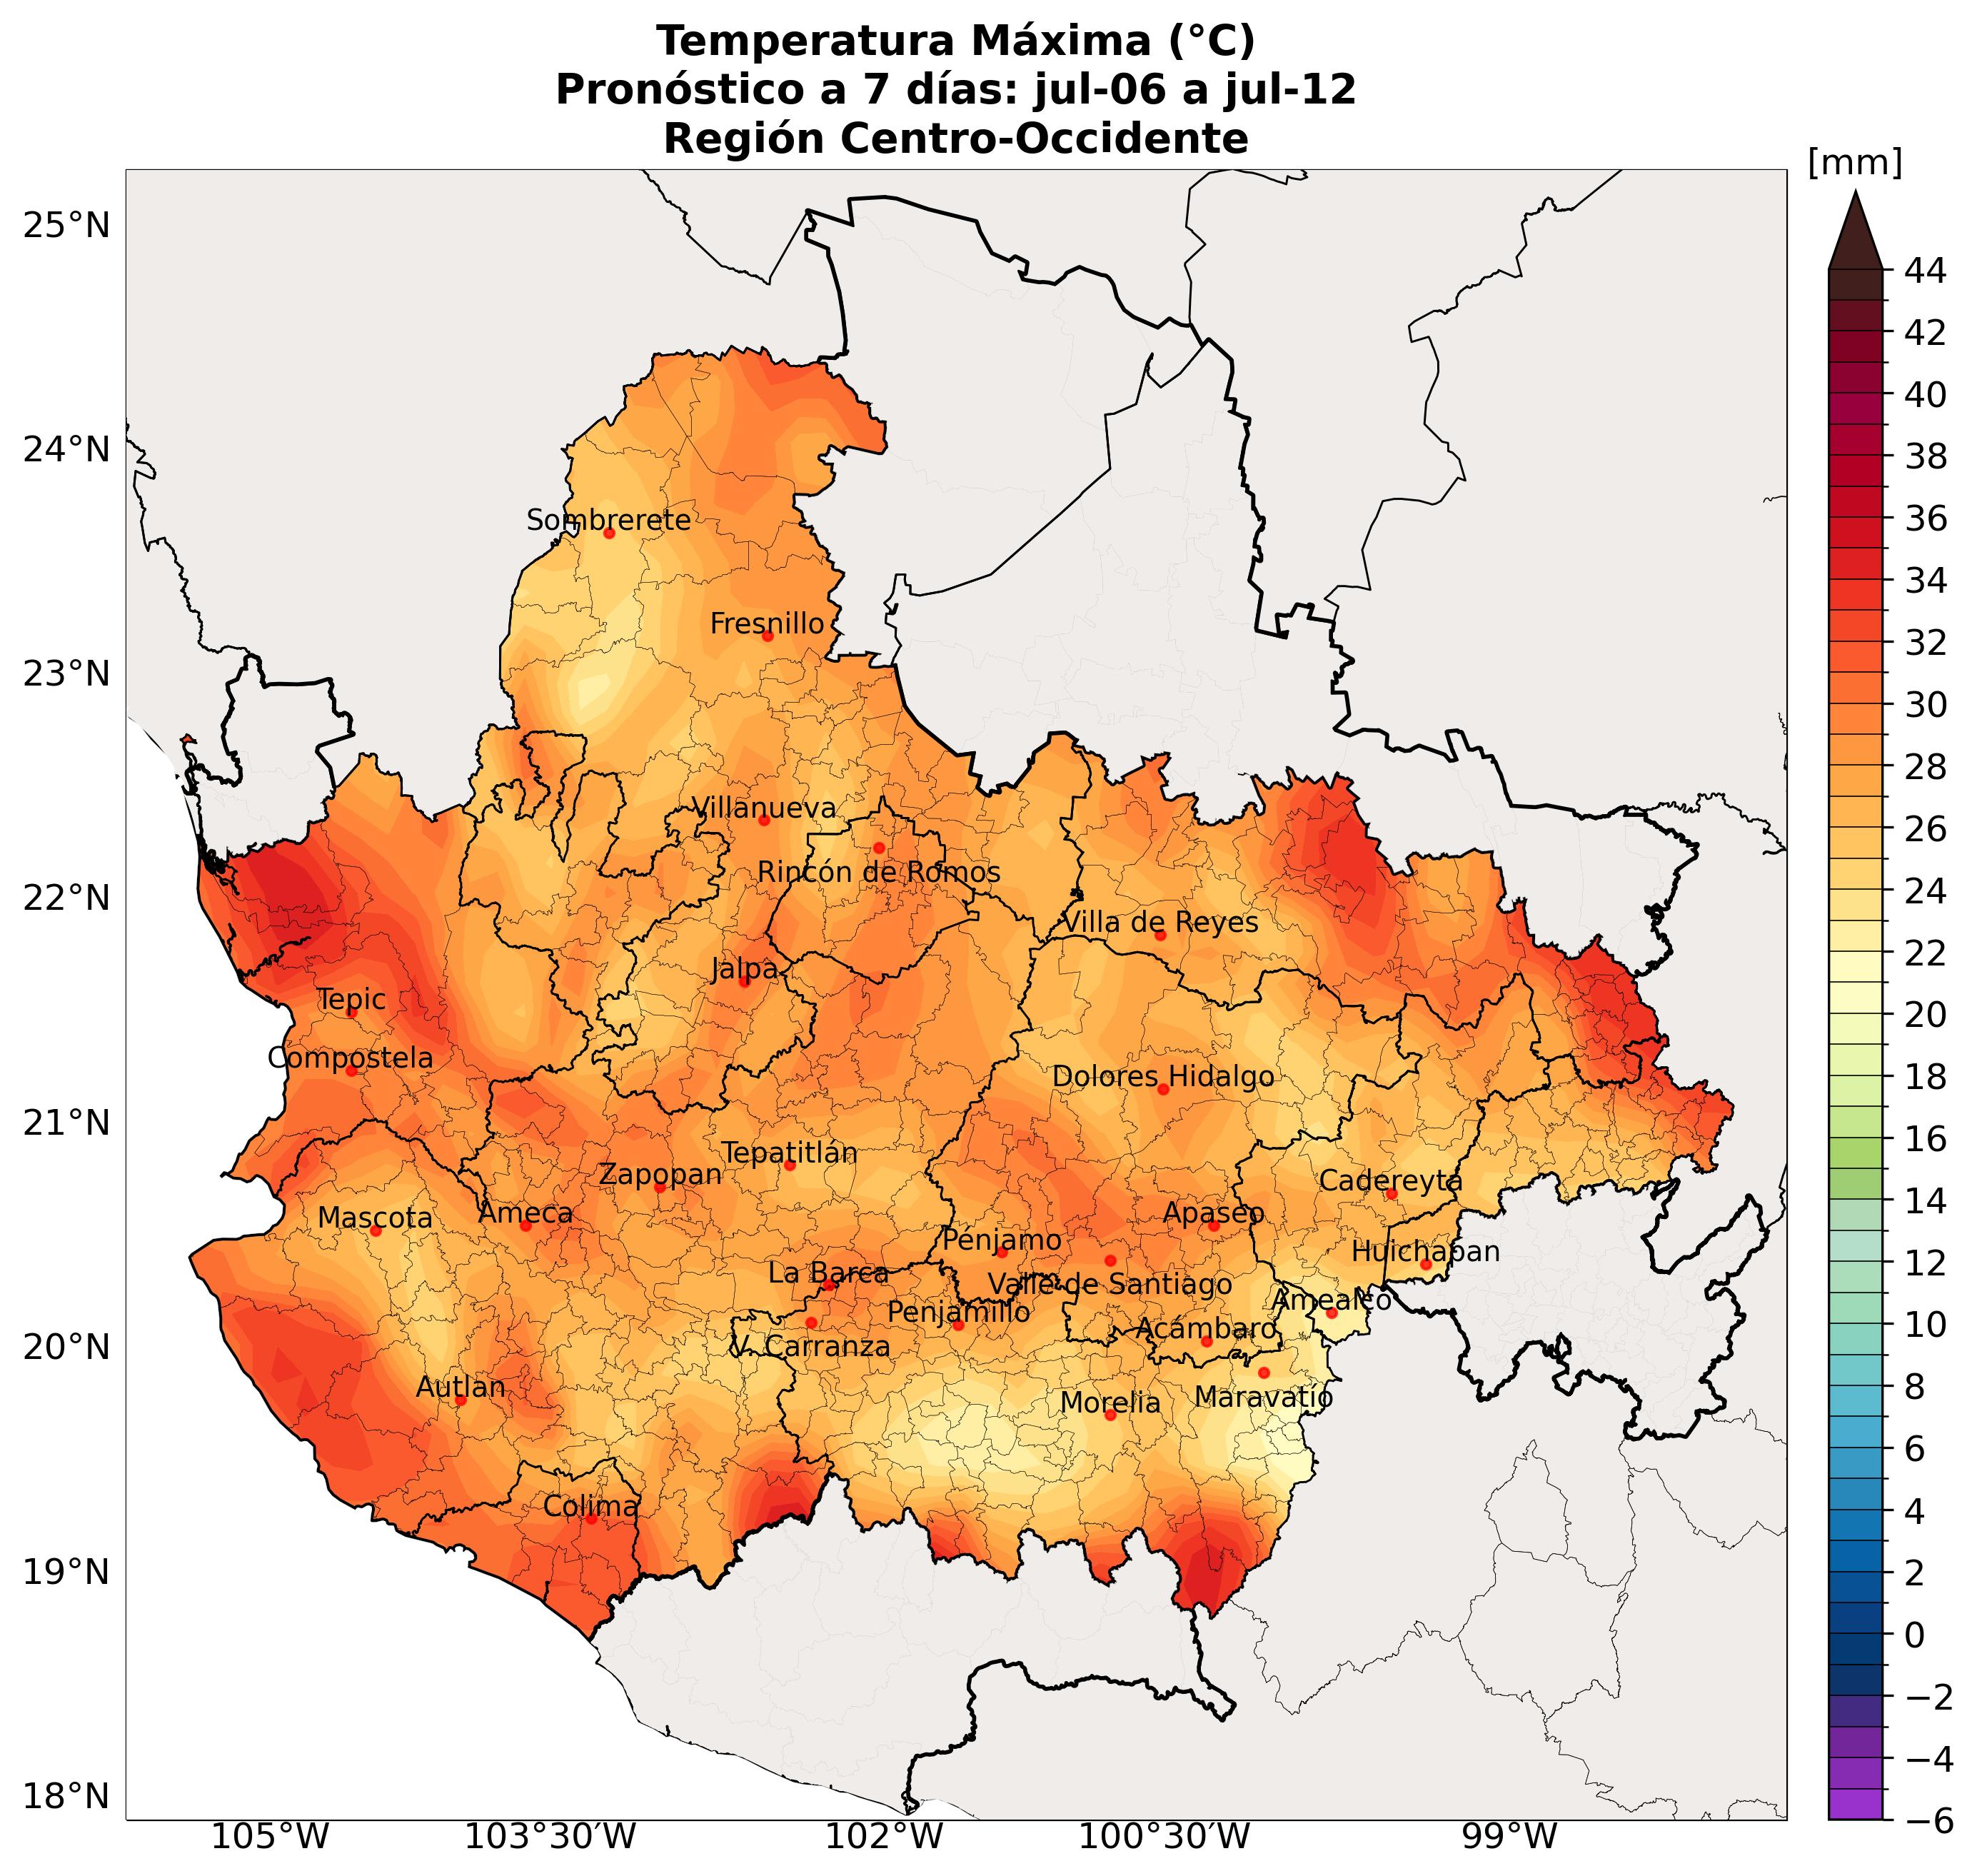 Temperatura Máxima (°C)
Pronóstico a 7 días: jul-06 a jul-12
Región Centro-Occidente
[mm]
25°N
24°N
23°N
22°N
21°N
20°N
19°N
18°N
Sombrerete
Fresnillo
Villanueva
Rincón de Romos
Villa de Reyes
Jalpa
Tepic
Compostela
Dolores Hidalgo
Tepatitlán
Zapopan
Cadereyta
Mascota
Ameca
Apaseo
Pénjamo
Huichapan
La Barca
Valle de Santiago
Amealco
Penjamillo
Acámbaro
V. Carranza
Autlan
Morelia
Maravatío
Colima
105°W
103°30′W
102°W
100°30′W
99°W
44
42
40
38
36
34
32
30
28
26
24
22
20
18
16
14
12
10
8
6
4
2
0
−2
−4
−6